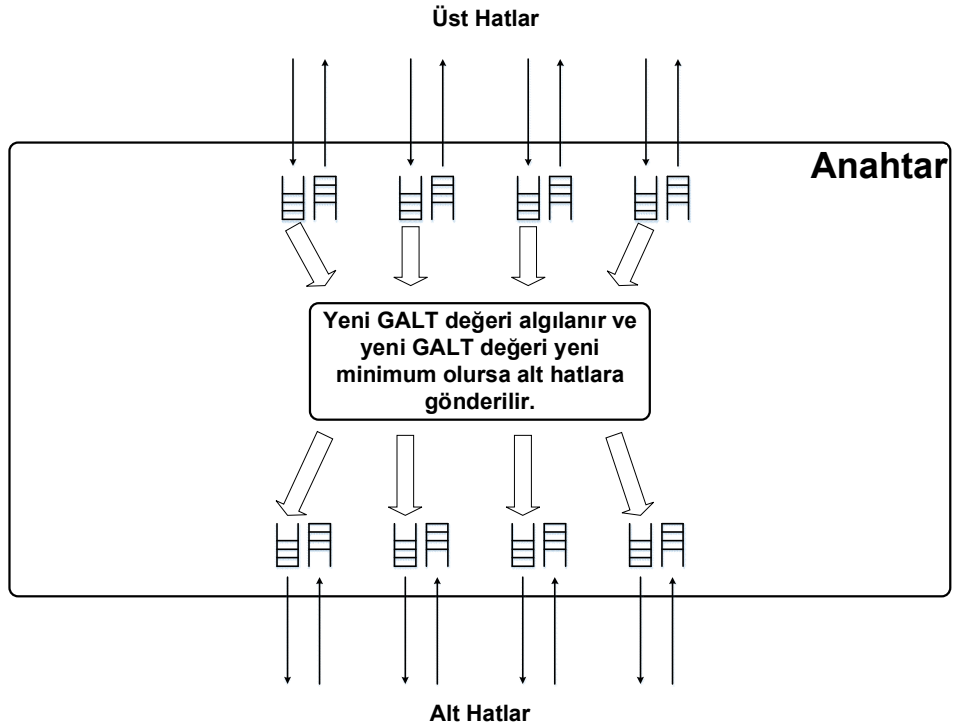 Üst Hatlar
Anahtar
Yeni GALT değeri algılanır ve
yeni GALT değeri yeni
minimum olursa alt hatlara
gönderilir.
Alt Hatlar